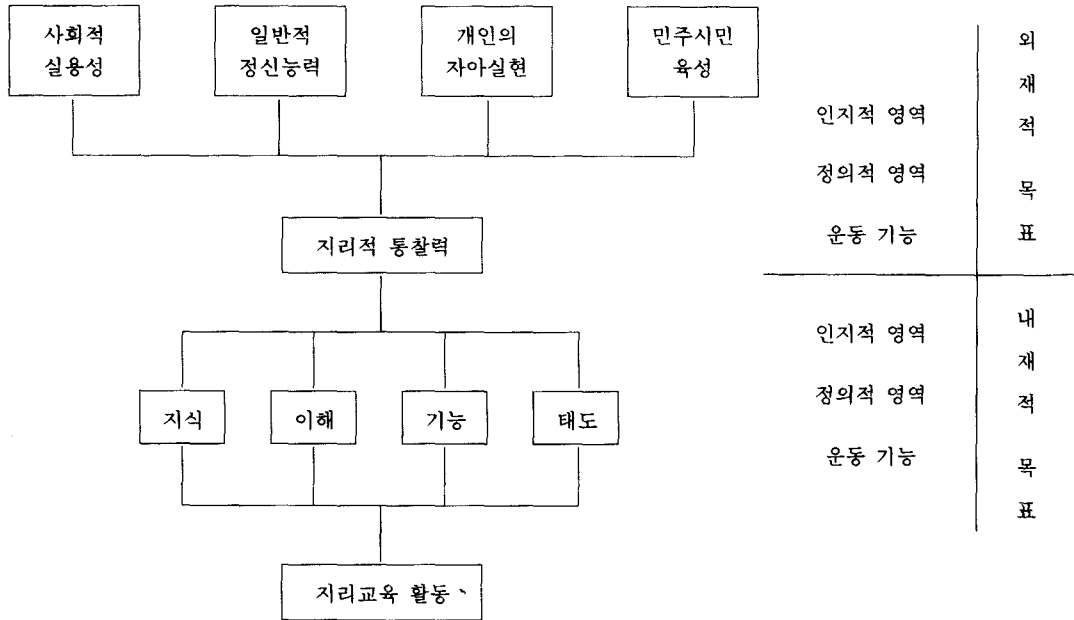 사회적
실용성
일반적
정신능력
개인의
자아실현
민주시민
육성
지리적 통찰력
지식
이해
기능
태도
지리교육 활동
인지적 영역
정의적 영역
운동 기능
외
재
적
목
표
인지적 영역
정의적 영역
운동 기능
내
재
적
목
표